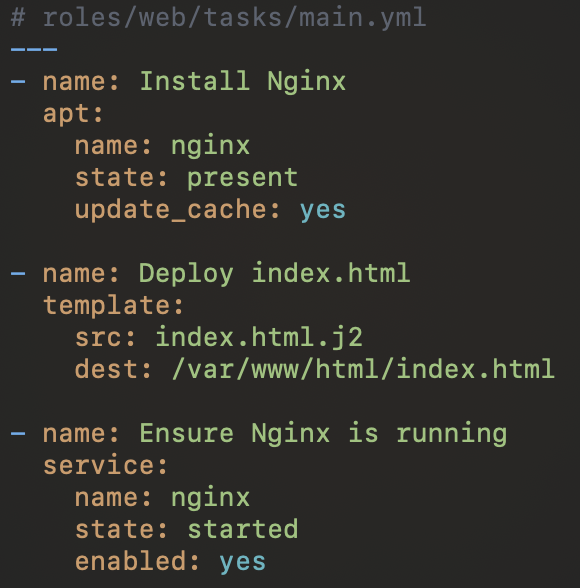 # roles/web/tasks/main.yml
---
- name: Install Nginx
  apt:
    name: nginx
    state: present
    update_cache: yes

- name: Deploy index.html
  template:
    src: index.html.j2
    dest: /var/www/html/index.html

- name: Ensure Nginx is running
  service:
    name: nginx
    state: started
    enabled: yes